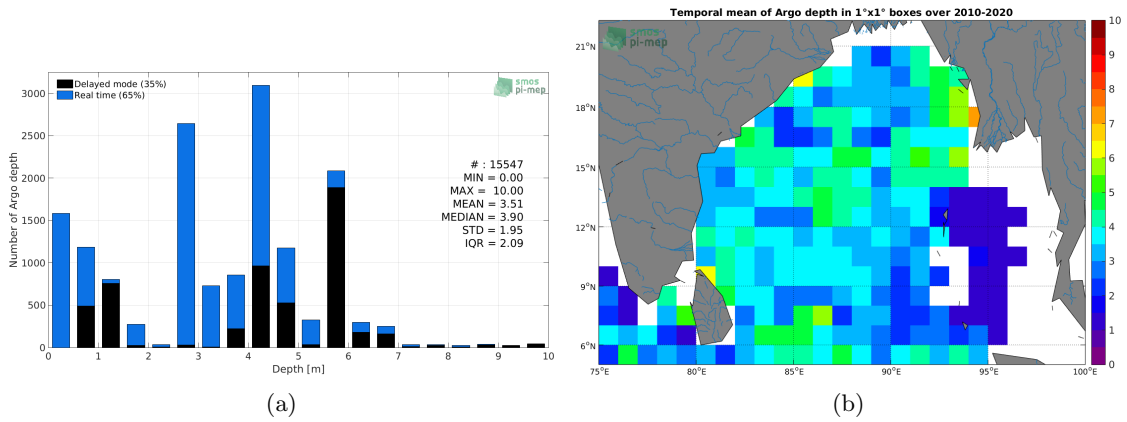 Temporal mean of Argo depth in 1°x1° boxes over 2010-2020
Delayed mode (35%)
Real time (65%)
smos
pi-mep
# : 15547
MIN = 0.00
MAX = 10.00
MEAN = 3.51
MEDIAN = 3.90
STD = 1.95
IQR = 2.09
Number of Argo depth
3000
2500
2000
1500
1000
500
0
0 1 2 3 4 5 6 7 8 9 10
Depth [m]
(a)
smos
pi-mep
21°N
18°N
15°N
12°N
9°N
6°N
75°E 80°E 85°E 90°E 95°E 100°E
10
9
8
7
6
5
4
3
2
1
0
(b)